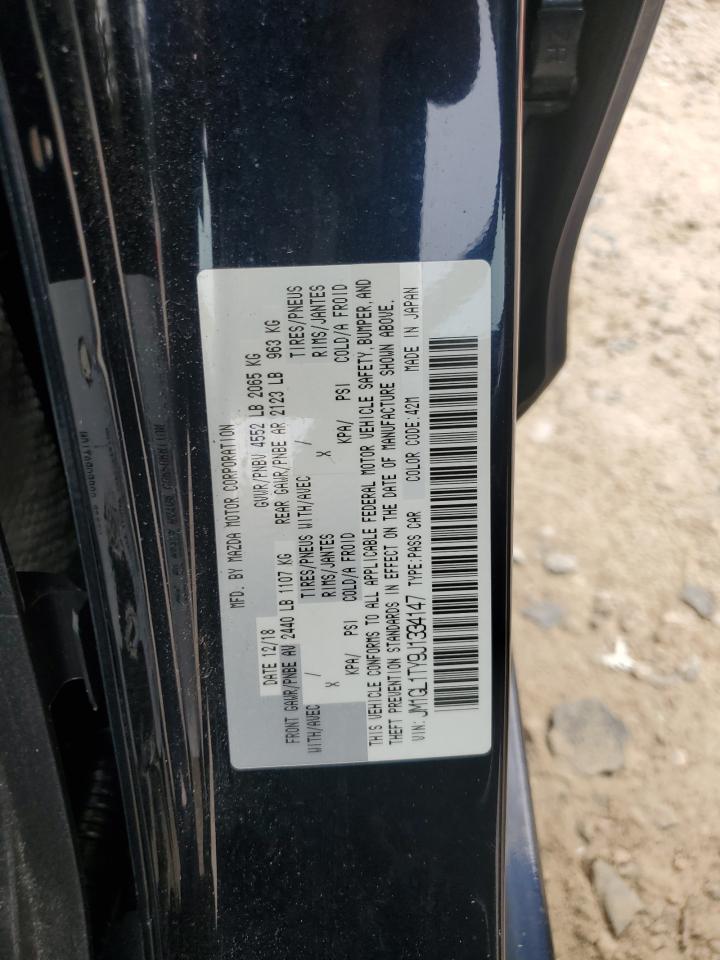 MFD. BY MAZDA MOTOR CORPORATION
DATE 12/18 GVWR/PNBV 4552 LB 2065 KG
FRONT GAWR/PNBE AV 2440 LB 1107 KG REAR GAWR/PNBE AR 2123 LB 963 KG
WITH/AVEC / TIRES/PNEUS WITH/AVEC / TIRES/PNEUS
X RIMS/JANTES X RIMS/JANTES
KPA/ PSI COLD/A FROID KPA/ PSI COLD/A FROID
THIS VEHICLE CONFORMS TO ALL APPLICABLE FEDERAL MOTOR VEHICLE SAFETY, BUMPER, AND
THEFT PREVENTION STANDARDS IN EFFECT ON THE DATE OF MANUFACTURE SHOWN ABOVE.
VIN: JM1GL1TY9J1334147 TYPE:PASS CAR COLOR CODE:42M MADE IN JAPAN